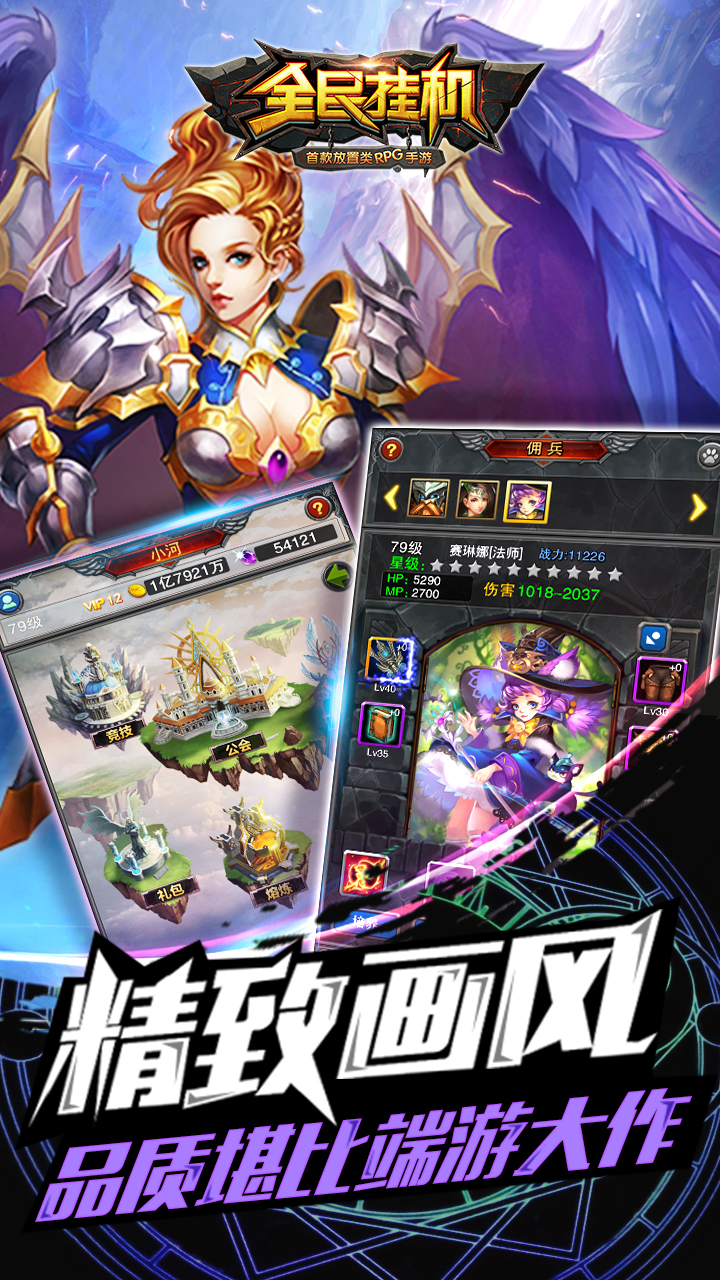 全民挂机
首款放置类RPG手游
?
佣兵
79级 赛琳娜[法师] 战力:11226
星级:
HP: 5290
MP: 2700
伤害 1018~2037
+0
Lv40
+0
Lv30
+0
Lv35
培养
小河
?
79级 VIP 12 1亿7921万 54121
竞技
公会
礼包
熔炼
精致画风
品质堪比端游大作